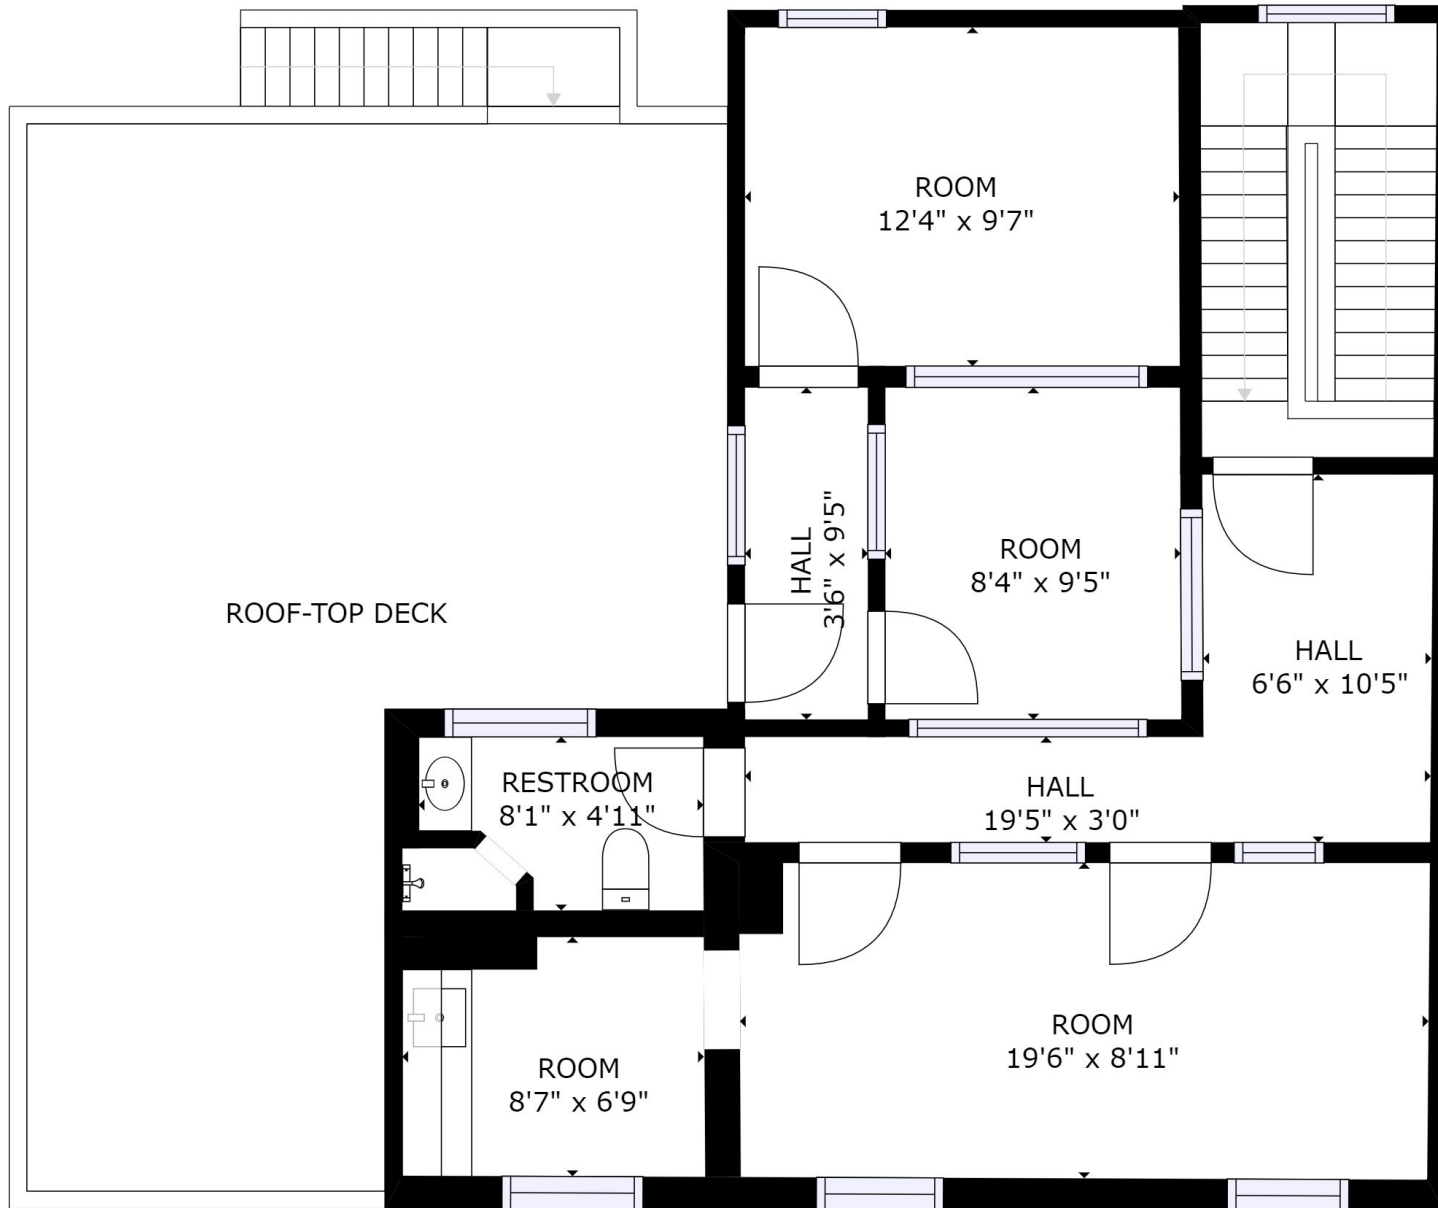 ROOM
12'4" x 9'7"
HALL
3'6" x 9'5"
ROOM
8'4" x 9'5"
ROOF-TOP DECK
HALL
6'6" x 10'5"
RESTROOM
8'1" x 4'11"
HALL
19'5" x 3'0"
ROOM
19'6" x 8'11"
ROOM
8'7" x 6'9"